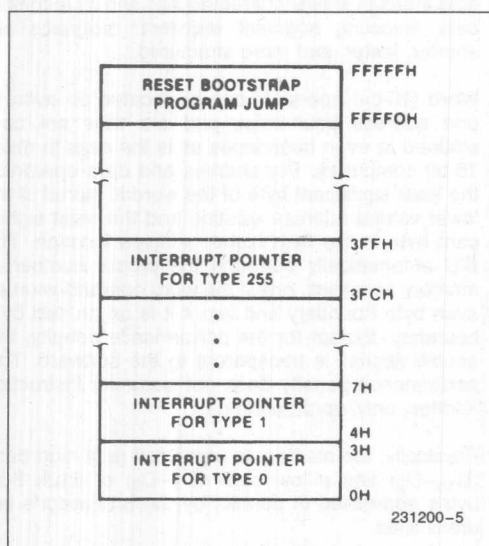 RESET BOOTSTRAP
PROGRAM JUMP
FFFFFH
FFFF0H
3FFH
INTERRUPT POINTER
FOR TYPE 255
3FCH
7H
INTERRUPT POINTER
FOR TYPE 1
4H
3H
INTERRUPT POINTER
FOR TYPE 0
0H
231200-5